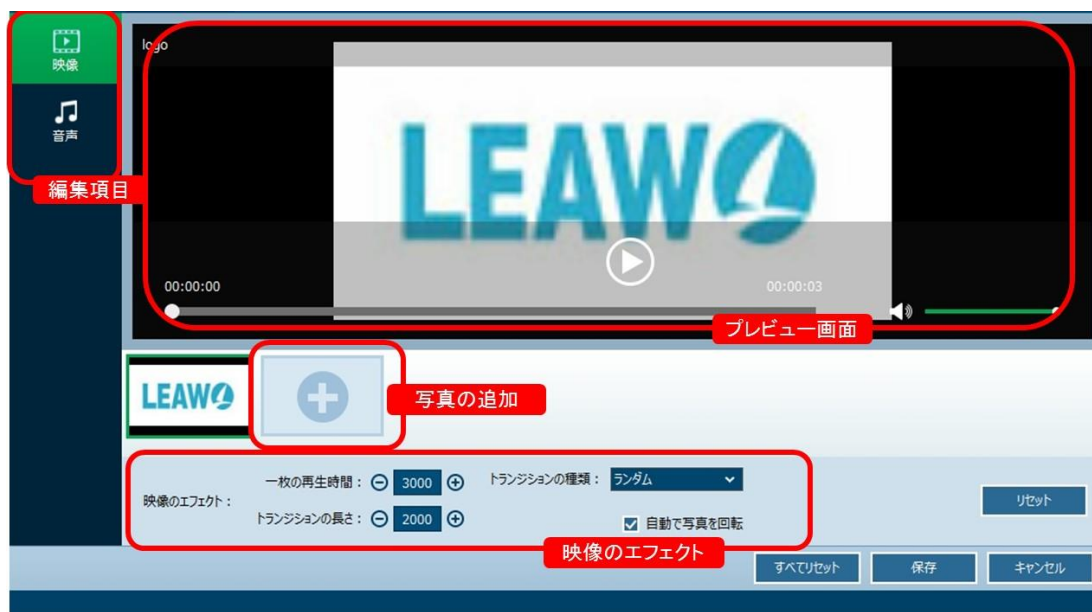 映像
音声
編集項目
logo
LEAWO
00:00:00
00:00:03
プレビュー画面
LEAWO
写真の追加
映像のエフェクト：
一枚の再生時間： 3000
トランジションの種類： ランダム
トランジションの長さ： 2000
自動で写真を回転
リセット
映像のエフェクト
すべてリセット
保存
キャンセル